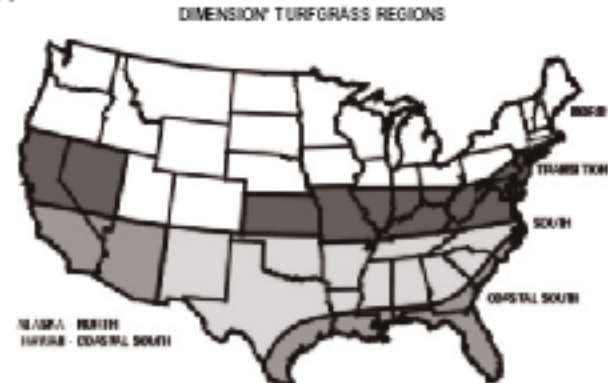 DIMENSION® TURFGRASS REGIONS
NORTH
TRANSITION
SOUTH
COASTAL SOUTH
ALASKA - NORTH
HAWAII - COASTAL SOUTH